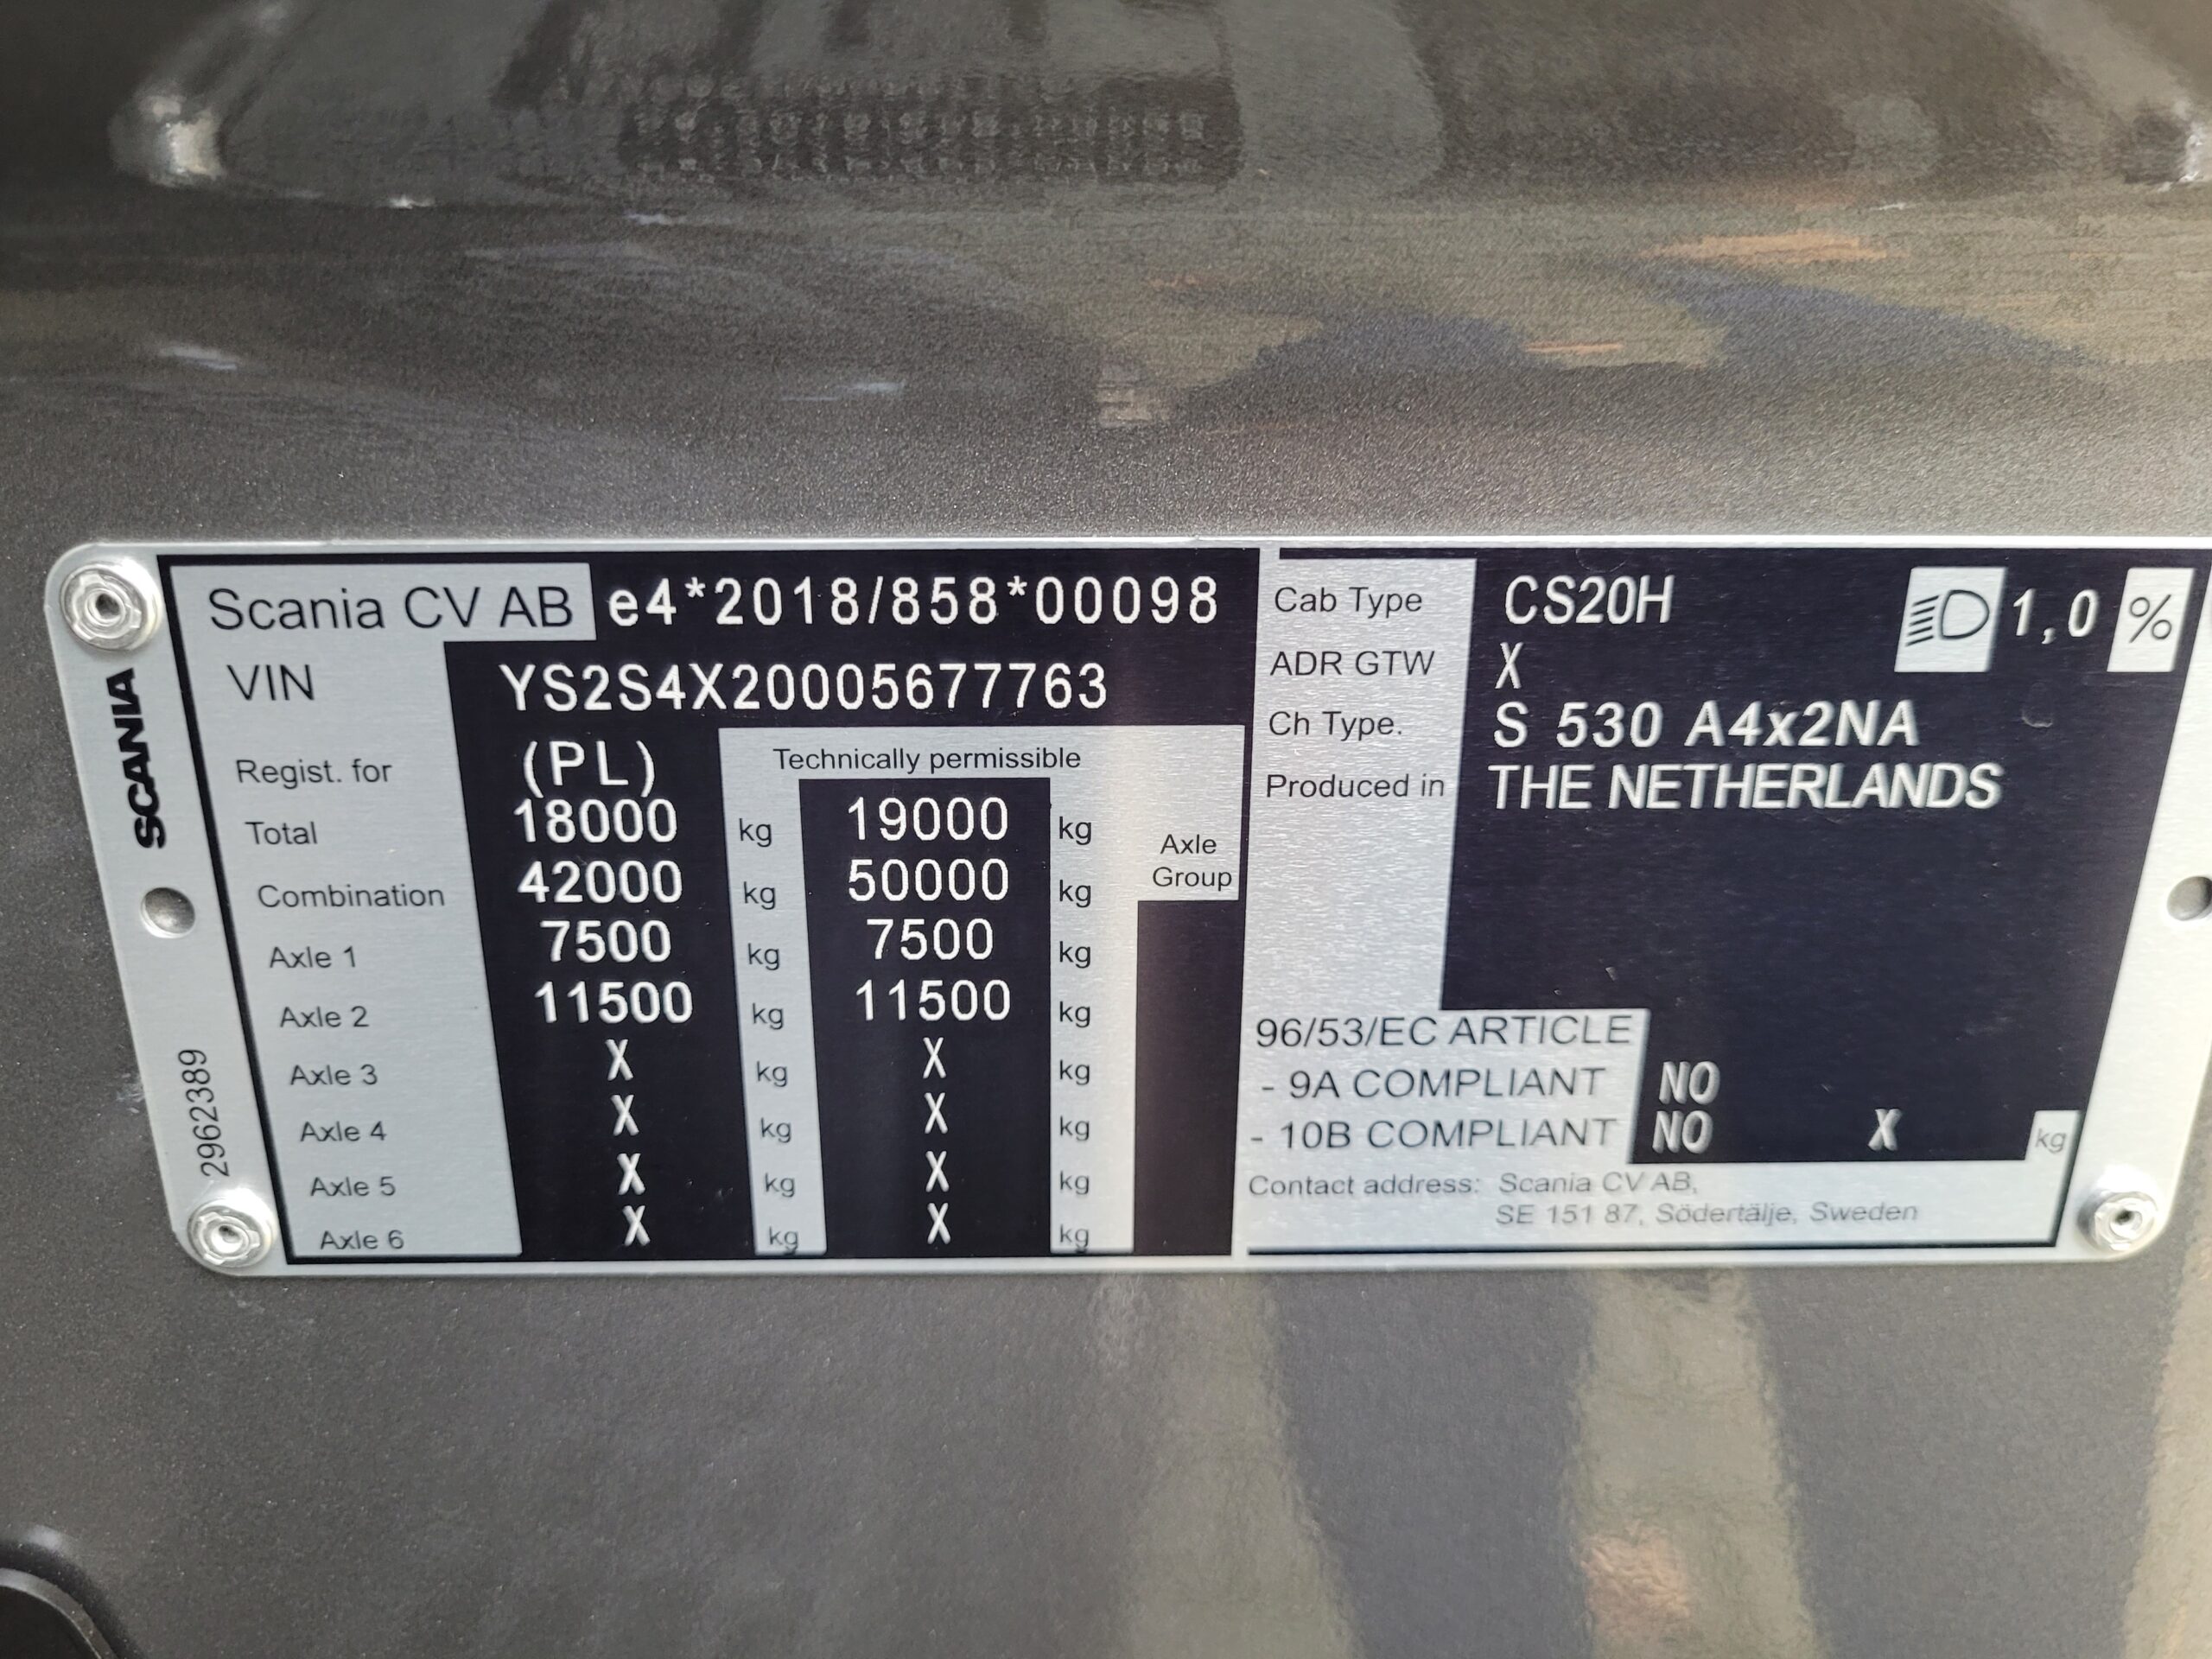 Scania CV AB e4*2018/858*00098
VIN YS2S4X20005677763
Regist. for (PL) Technically permissible
Total 18000 kg 19000 kg
Combination 42000 kg 50000 kg
Axle Group
Axle 1 7500 kg 7500 kg
Axle 2 11500 kg 11500 kg
Axle 3 X kg X kg
Axle 4 X kg X kg
Axle 5 X kg X kg
Axle 6 X kg X kg
SCANIA
2962389
Cab Type CS20H 1,0 %
ADR GTW X
Ch Type. S 530 A4x2NA
Produced in THE NETHERLANDS
96/53/EC ARTICLE
- 9A COMPLIANT NO
- 10B COMPLIANT NO X kg
Contact address: Scania CV AB,
SE 151 87, Södertälje, Sweden